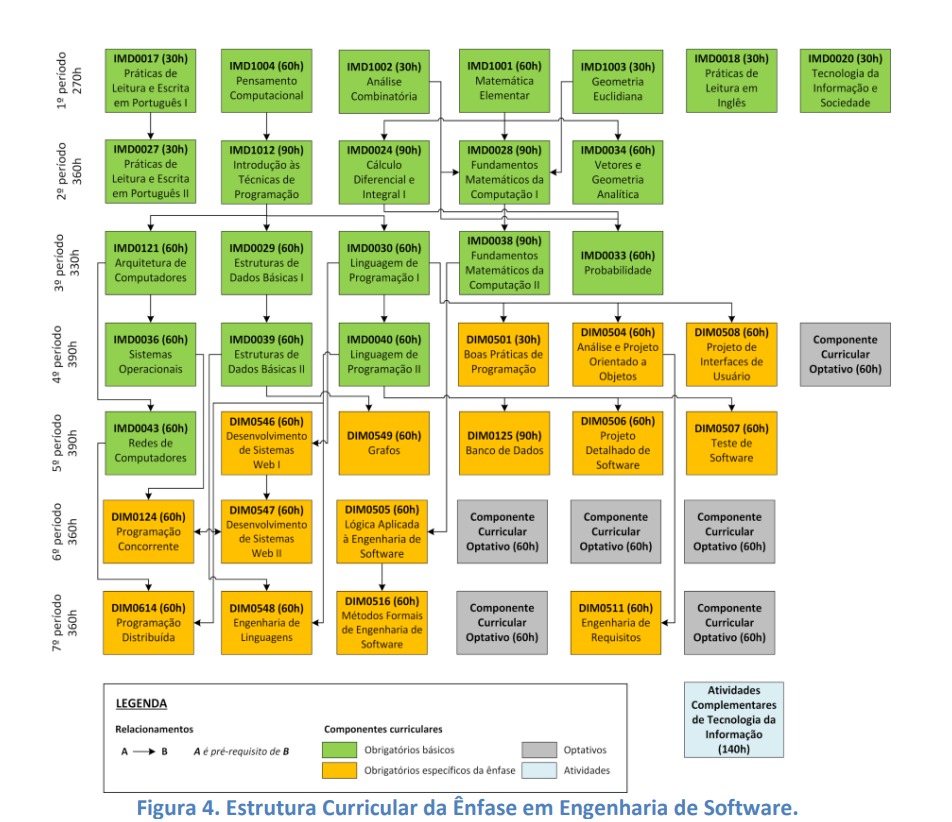 1º período
270h
IMD0017 (30h)
Práticas de
Leitura e Escrita
em Português I
IMD1004 (60h)
Pensamento
Computacional
IMD1002 (30h)
Análise
Combinatória
IMD1001 (60h)
Matemática
Elementar
IMD1003 (30h)
Geometria
Euclidiana
IMD0018 (30h)
Práticas de
Leitura em
Inglês
IMD0020 (30h)
Tecnologia da
Informação e
Sociedade
2º período
360h
IMD0027 (30h)
Práticas de
Leitura e Escrita
em Português II
IMD1012 (90h)
Introdução às
Técnicas de
Programação
IMD0024 (90h)
Cálculo
Diferencial e
Integral I
IMD0028 (90h)
Fundamentos
Matemáticos da
Computação I
IMD0034 (60h)
Vetores e
Geometria
Analítica
3º período
330h
IMD0121 (60h)
Arquitetura de
Computadores
IMD0029 (60h)
Estruturas de
Dados Básicas I
IMD0030 (60h)
Linguagem de
Programação I
IMD0038 (90h)
Fundamentos
Matemáticos da
Computação II
IMD0033 (60h)
Probabilidade
4º período
390h
IMD0036 (60h)
Sistemas
Operacionais
IMD0039 (60h)
Estruturas de
Dados Básicas II
IMD0040 (60h)
Linguagem de
Programação II
DIM0501 (30h)
Boas Práticas de
Programação
DIM0504 (60h)
Análise e Projeto
Orientado a
Objetos
DIM0508 (60h)
Projeto de
Interfaces de
Usuário
Componente
Curricular
Optativo (60h)
5º período
390h
IMD0043 (60h)
Redes de
Computadores
DIM0546 (60h)
Desenvolvimento
de Sistemas
Web I
DIM0549 (60h)
Grafos
DIM0125 (90h)
Banco de Dados
DIM0506 (60h)
Projeto
Detalhado de
Software
DIM0507 (60h)
Teste de
Software
6º período
360h
DIM0124 (60h)
Programação
Concorrente
DIM0547 (60h)
Desenvolvimento
de Sistemas
Web II
DIM0505 (60h)
Lógica Aplicada
à Engenharia de
Software
Componente
Curricular
Optativo (60h)
Componente
Curricular
Optativo (60h)
Componente
Curricular
Optativo (60h)
7º período
360h
DIM0614 (60h)
Programação
Distribuída
DIM0548 (60h)
Engenharia de
Linguagens
DIM0516 (60h)
Métodos Formais
de Engenharia de
Software
Componente
Curricular
Optativo (60h)
DIM0511 (60h)
Engenharia de
Requisitos
Componente
Curricular
Optativo (60h)
Atividades
Complementares
de Tecnologia da
Informação
(140h)
LEGENDA
Relacionamentos
A B A é pré-requisito de B
Componentes curriculares
Obrigatórios básicos
Obrigatórios específicos da ênfase
Optativos
Atividades
Figura 4. Estrutura Curricular da Ênfase em Engenharia de Software.